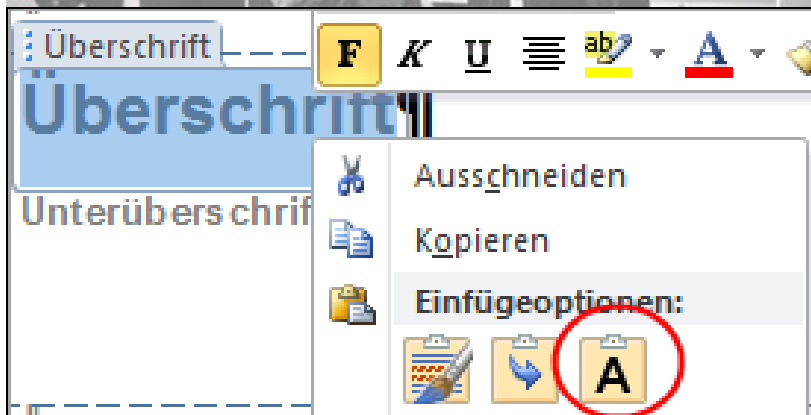 Überschrift
F K U ab A
Überschrift¶
Ausschneiden
Unterüberschrif
Kopieren
Einfügeoptionen:
A